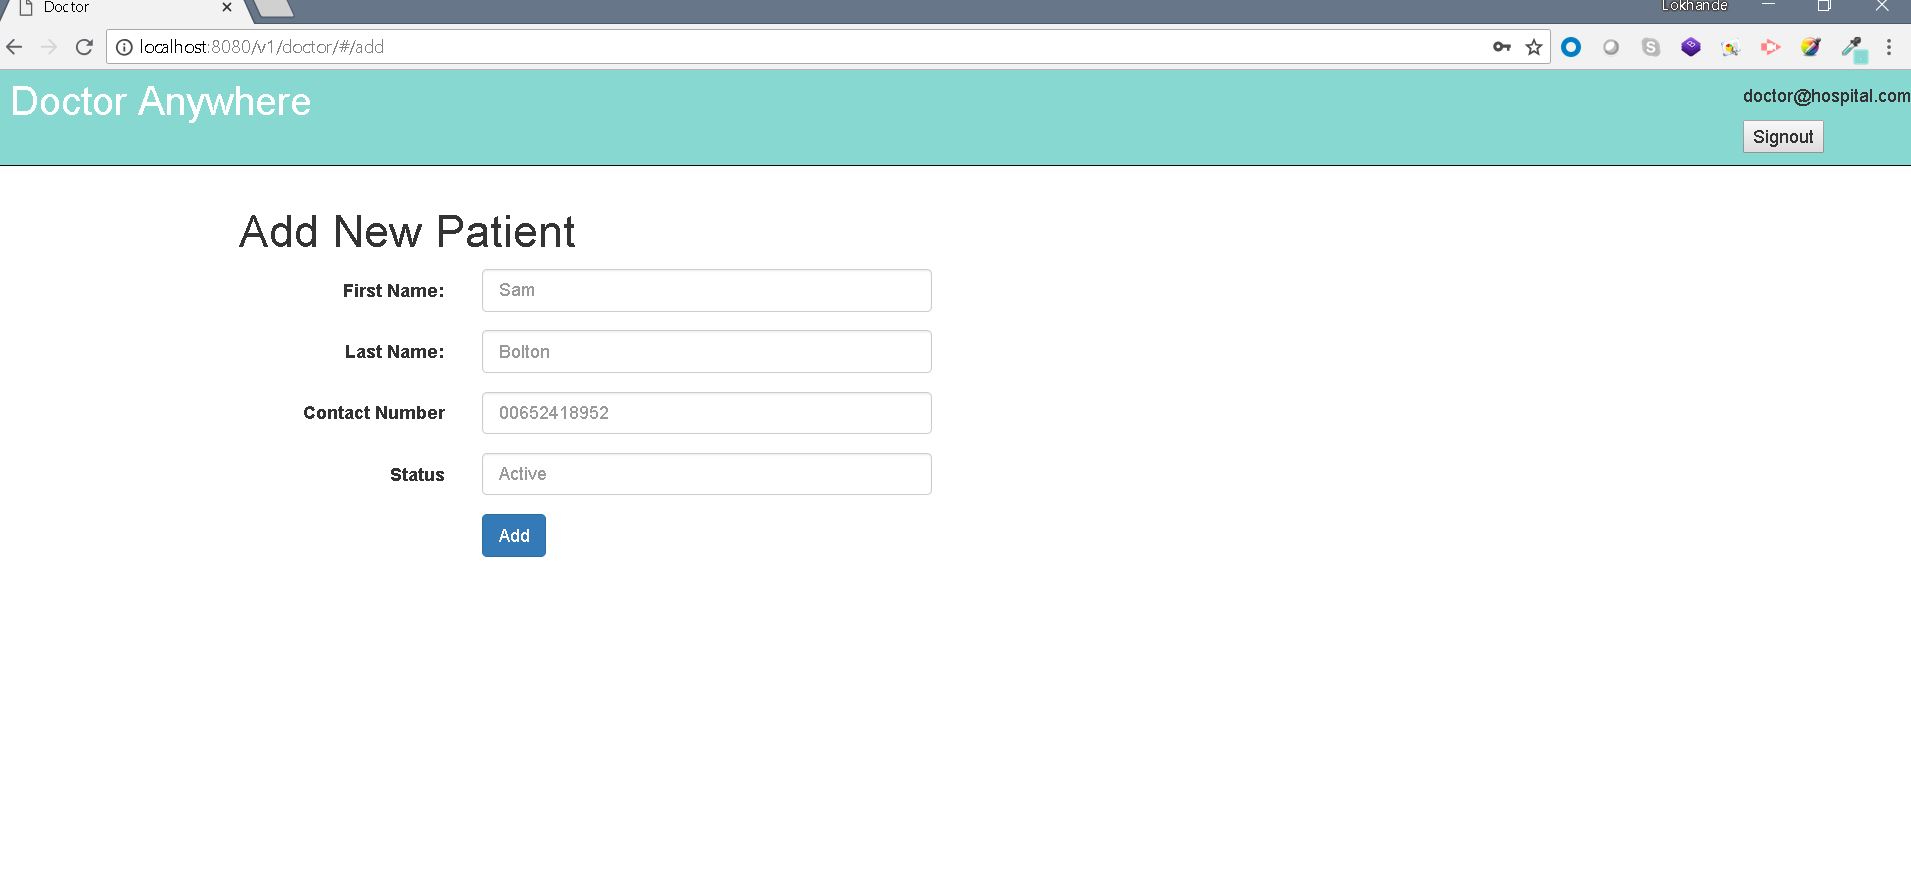 Doctor
Lokhande
localhost:8080/v1/doctor/#/add
Doctor Anywhere
doctor@hospital.com
Signout
Add New Patient
First Name: Sam
Last Name: Bolton
Contact Number 00652418952
Status Active
Add